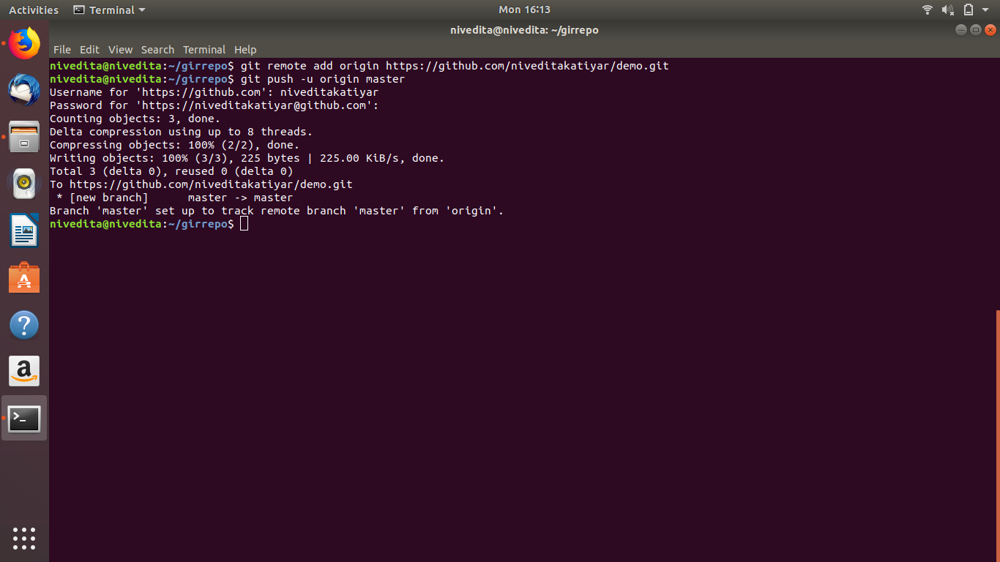 Activities Terminal Mon 16:13
nivedita@nivedita: ~/girrepo
File Edit View Search Terminal Help
nivedita@nivedita:~/girrepo$ git remote add origin https://github.com/niveditakatiyar/demo.git
nivedita@nivedita:~/girrepo$ git push -u origin master
Username for 'https://github.com': niveditakatiyar
Password for 'https://niveditakatiyar@github.com':
Counting objects: 3, done.
Delta compression using up to 8 threads.
Compressing objects: 100% (2/2), done.
Writing objects: 100% (3/3), 225 bytes | 225.00 KiB/s, done.
Total 3 (delta 0), reused 0 (delta 0)
To https://github.com/niveditakatiyar/demo.git
 * [new branch]      master -> master
Branch 'master' set up to track remote branch 'master' from 'origin'.
nivedita@nivedita:~/girrepo$